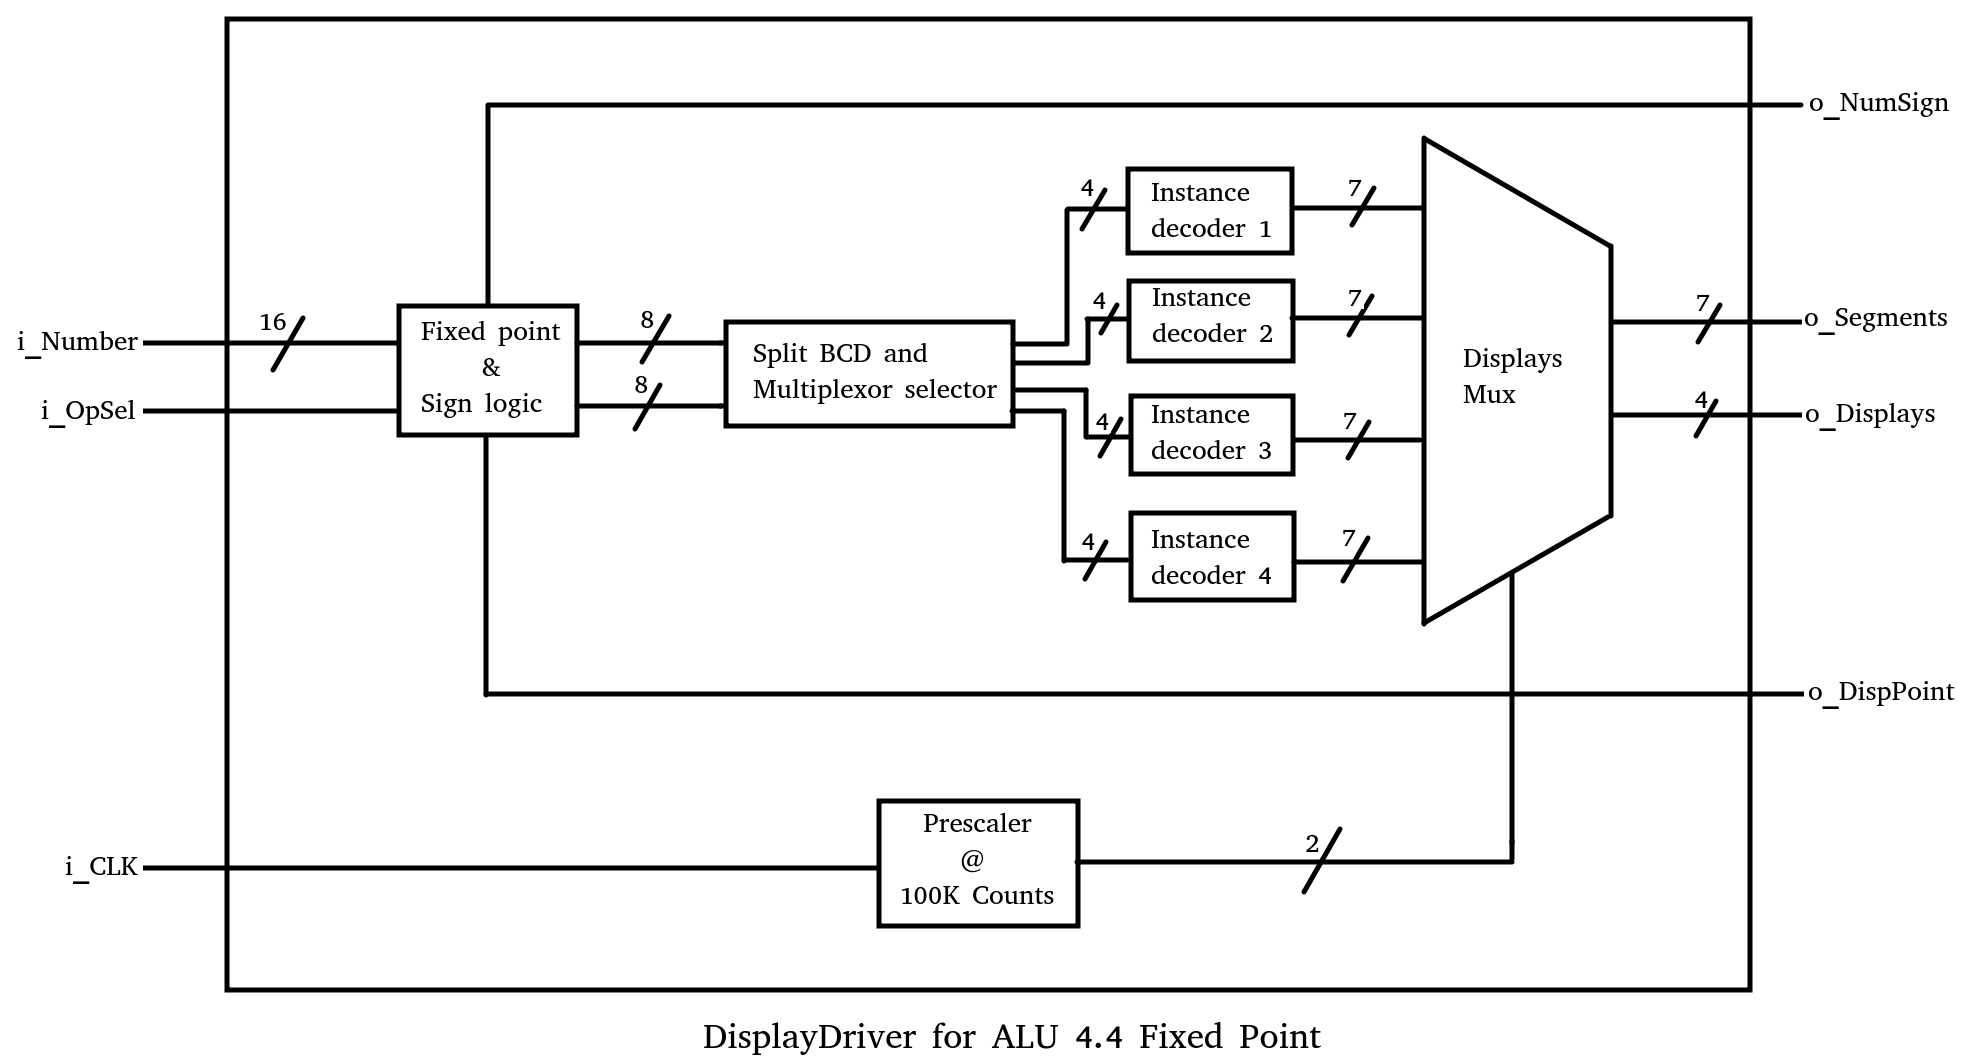 o_NumSign
4
Instance
decoder 1
7
4
Instance
decoder 2
7
i_Number
16
i_OpSel
Fixed point
&
Sign logic
8
8
Split BCD and
Multiplexor selector
4
Instance
decoder 3
7
4
Instance
decoder 4
7
Displays
Mux
7
o_Segments
4
o_Displays
o_DispPoint
i_CLK
Prescaler
@
100K Counts
2
DisplayDriver for ALU 4.4 Fixed Point